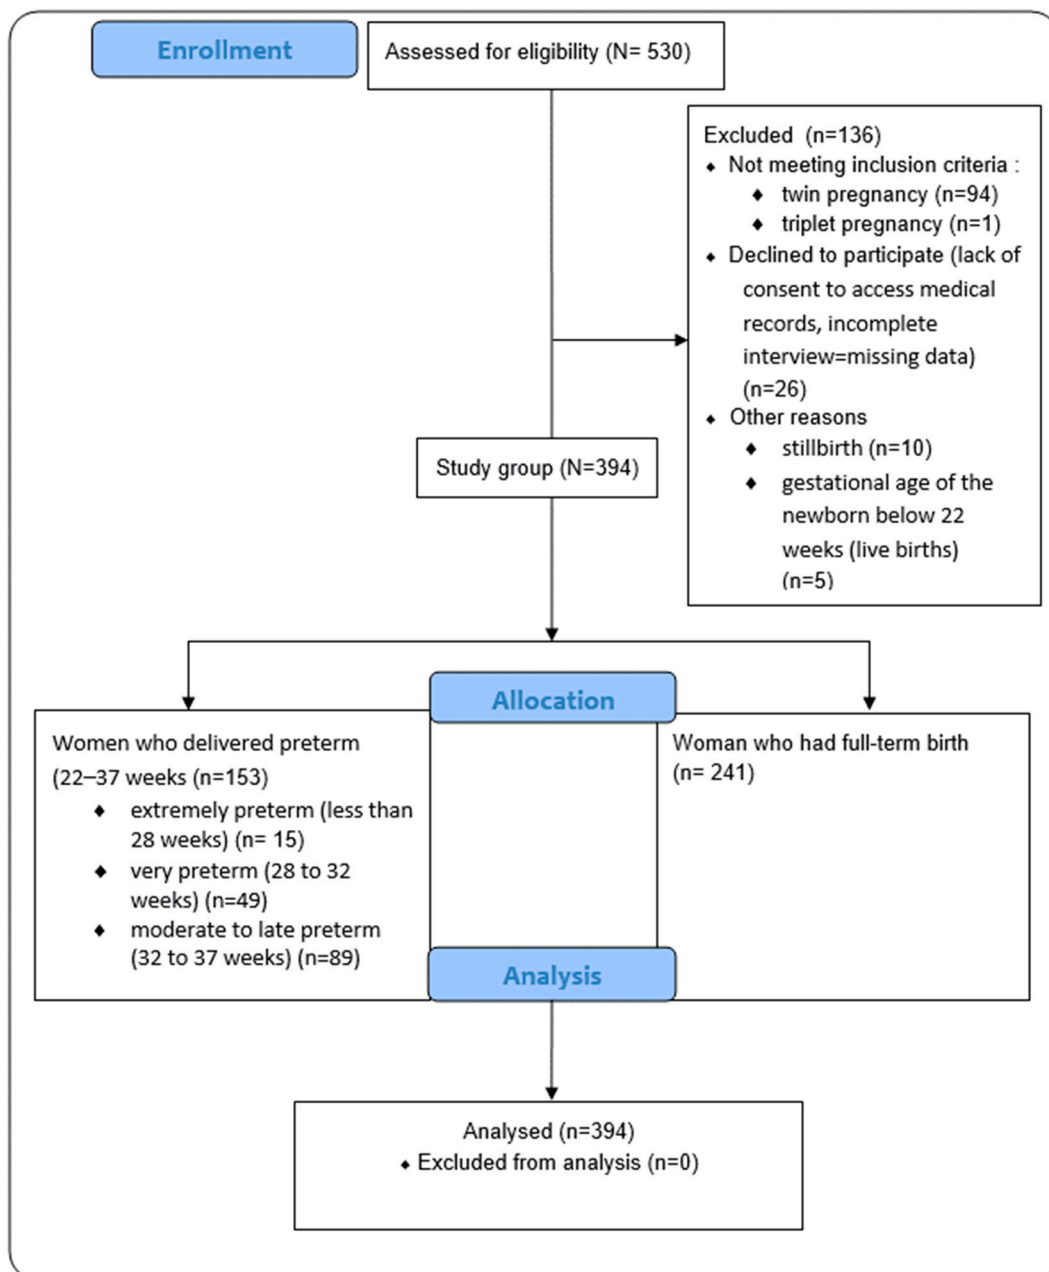 Enrollment
Assessed for eligibility (N= 530)
Excluded (n=136)
⬥ Not meeting inclusion criteria :
⬥ twin pregnancy (n=94)
⬥ triplet pregnancy (n=1)
⬥ Declined to participate (lack of
consent to access medical
records, incomplete
interview=missing data)
(n=26)
⬥ Other reasons
⬥ stillbirth (n=10)
⬥ gestational age of the
newborn below 22
weeks (live births)
(n=5)
Study group (N=394)
Allocation
Women who delivered preterm
(22–37 weeks (n=153)
⬥ extremely preterm (less than
28 weeks) (n= 15)
⬥ very preterm (28 to 32
weeks) (n=49)
⬥ moderate to late preterm
(32 to 37 weeks) (n=89)
Woman who had full-term birth
(n= 241)
Analysis
Analysed (n=394)
⬥ Excluded from analysis (n=0)